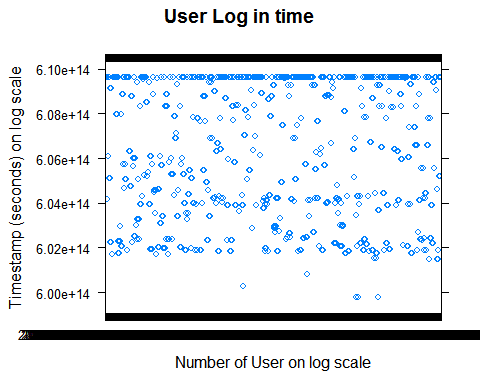 User Log in time
Timestamp (seconds) on log scale
6.10e+14
6.08e+14
6.06e+14
6.04e+14
6.02e+14
6.00e+14
Number of User on log scale